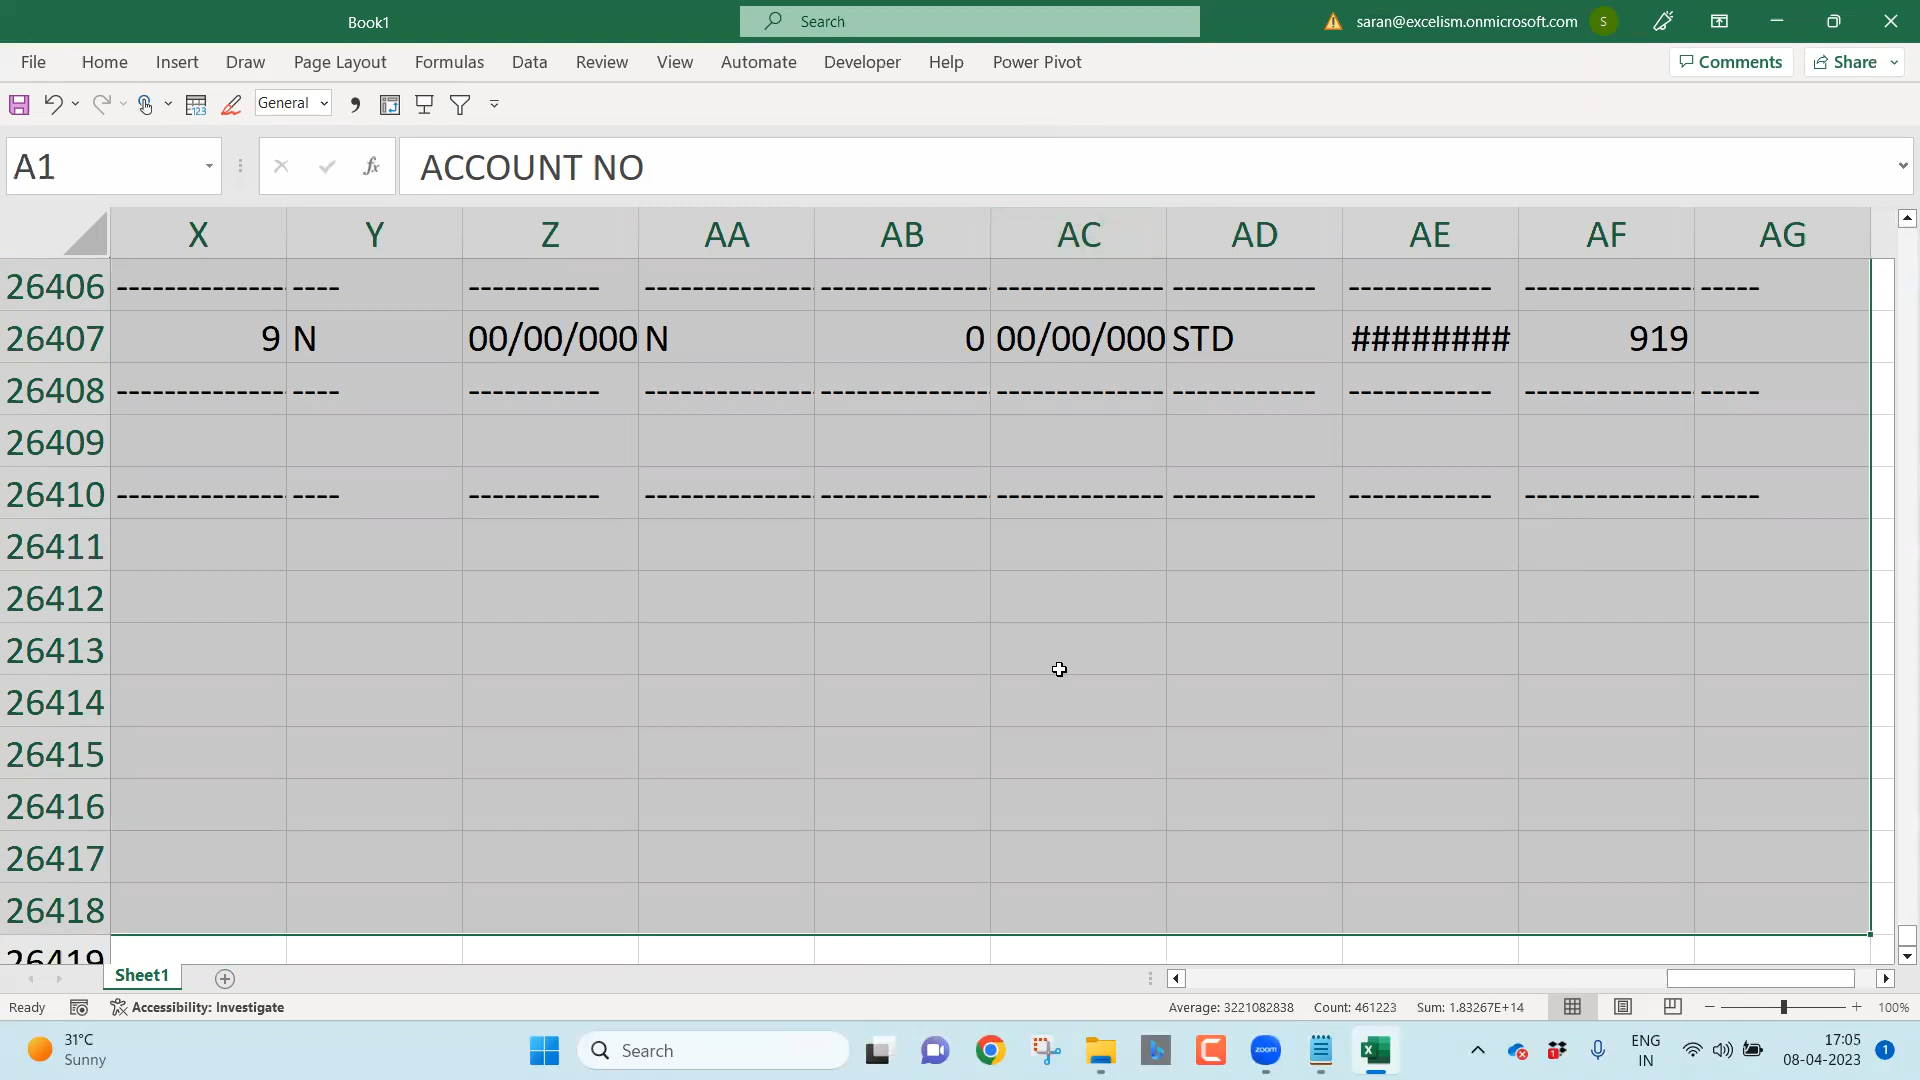 Book1
Search
saran@excelism.onmicrosoft.com
S
File Home Insert Draw Page Layout Formulas Data Review View Automate Developer Help Power Pivot
Comments
Share
General
A1
fx
ACCOUNT NO
X Y Z AA AB AC AD AE AF AG
26406 --------------- ---- ----------- --------------- --------------- -------------- ------------ ------------ --------------- -----
26407 9 N 00/00/000 N 0 00/00/000 STD ######## 919
26408 --------------- ---- ----------- --------------- --------------- -------------- ------------ ------------ --------------- -----
26409
26410 --------------- ---- ----------- --------------- --------------- -------------- ------------ ------------ --------------- -----
26411
26412
26413
26414
26415
26416
26417
26418
26419
Sheet1
Ready
Accessibility: Investigate
Average: 3221082838 Count: 461223 Sum: 1.83267E+14
100%
31°C
Sunny
Search
zoom
1
ENG
IN
17:05
08-04-2023
1